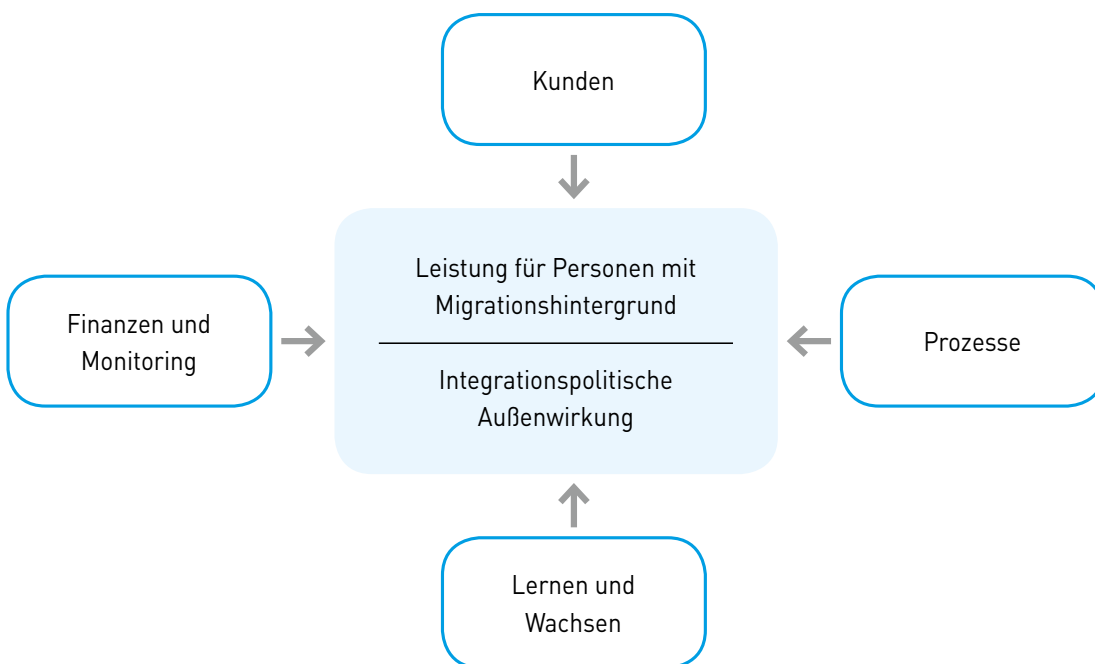 Kunden
Leistung für Personen mit
Migrationshintergrund
Finanzen und
Monitoring
Prozesse
Integrationspolitische
Außenwirkung
Lernen und
Wachsen